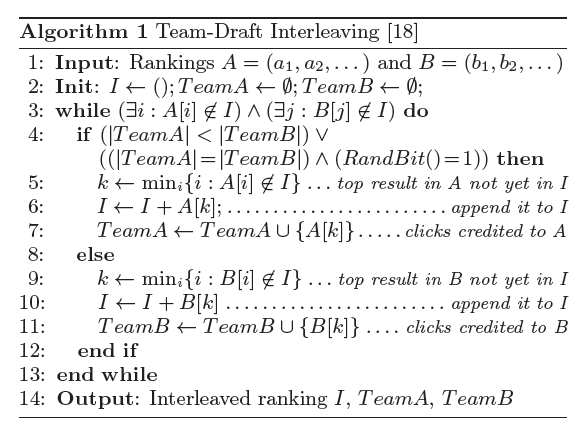 Algorithm 1 Team-Draft Interleaving [18]
1: Input: Rankings A = (a1, a2, . . . ) and B = (b1, b2, . . . )
2: Init: I ← (); TeamA ← ∅; TeamB ← ∅;
3: while (∃i : A[i] ∉ I) ∧ (∃j : B[j] ∉ I) do
4: if (|TeamA| < |TeamB|) ∨
((|TeamA|=|TeamB|) ∧ (RandBit()=1)) then
5: k ← mini{i : A[i] ∉ I} . . . top result in A not yet in I
6: I ← I + A[k]; . . . . . . . . . . . . . . . . . . . . . . . append it to I
7: TeamA ← TeamA ∪ {A[k]} . . . . . clicks credited to A
8: else
9: k ← mini{i : B[i] ∉ I} . . . top result in B not yet in I
10: I ← I + B[k] . . . . . . . . . . . . . . . . . . . . . . . append it to I
11: TeamB ← TeamB ∪ {B[k]} . . . . clicks credited to B
12: end if
13: end while
14: Output: Interleaved ranking I, TeamA, TeamB